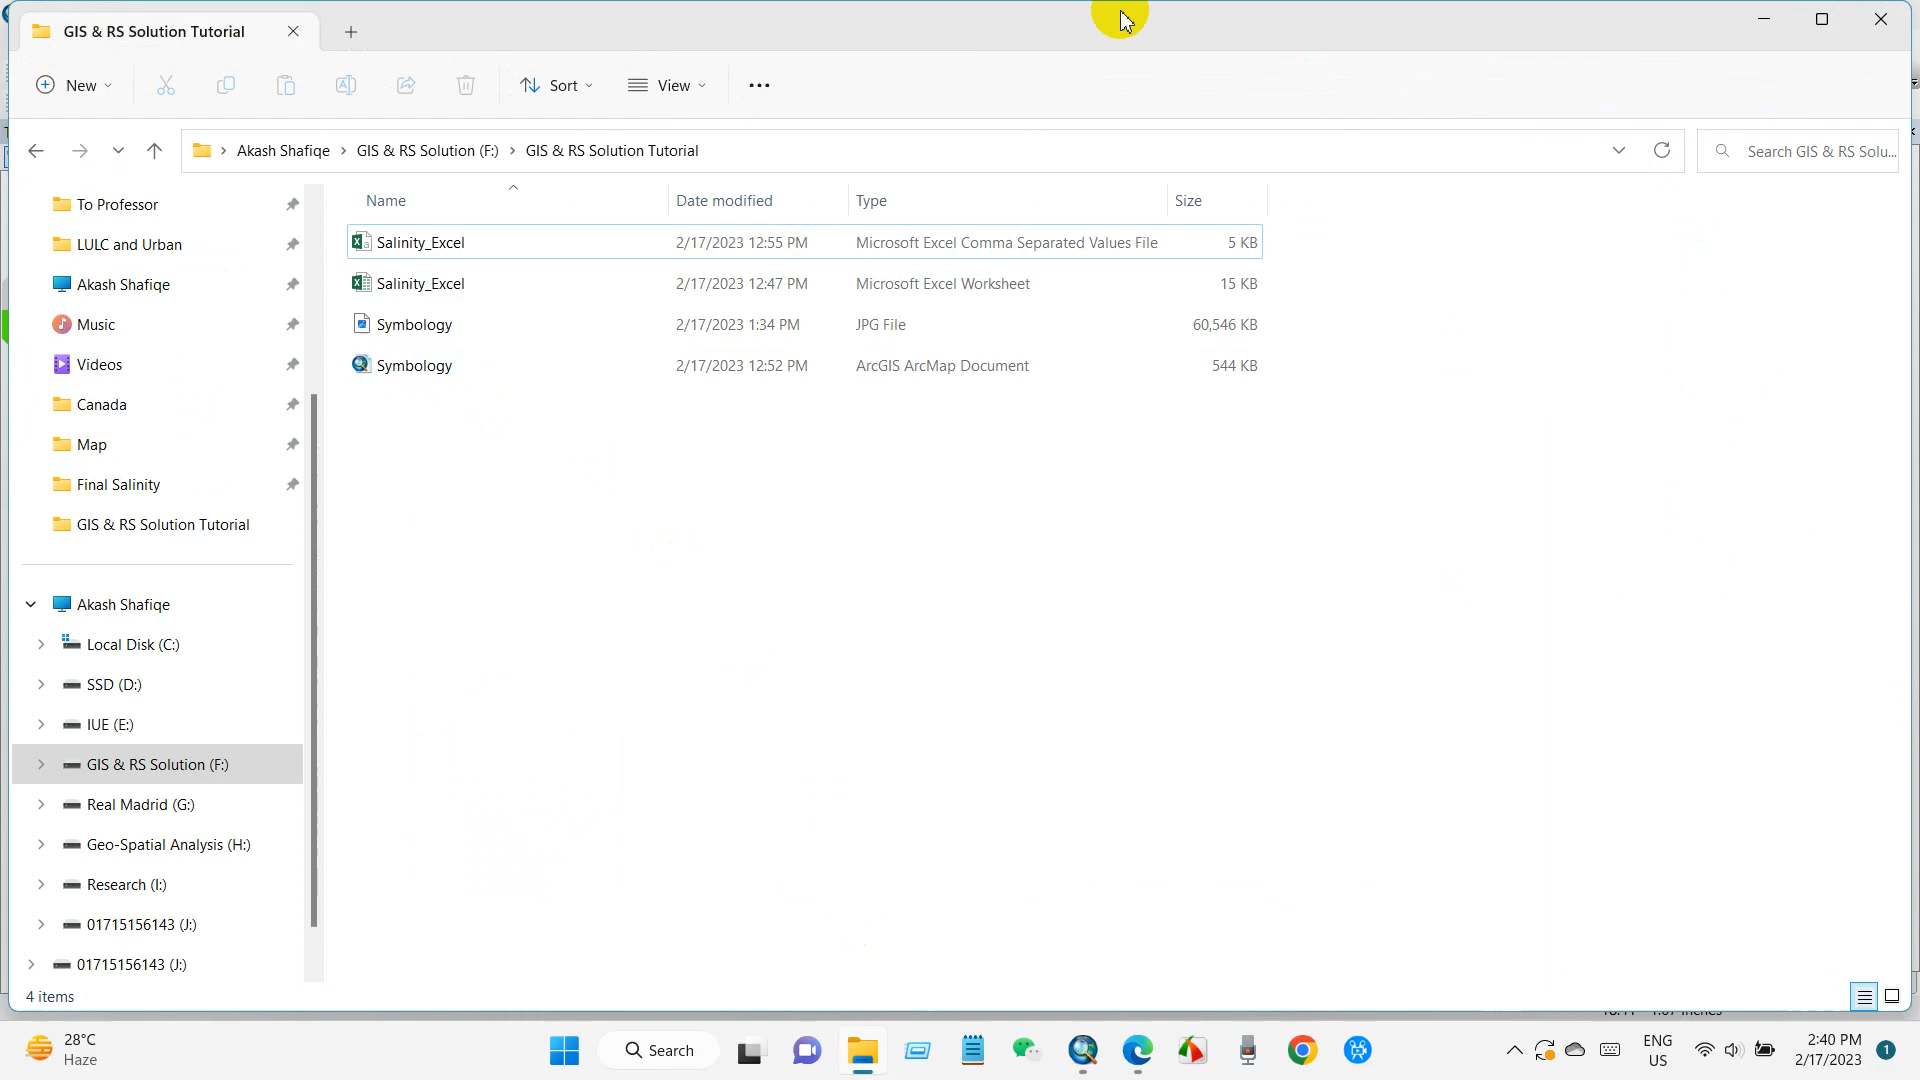 GIS & RS Solution Tutorial
New
Sort
View
Akash Shafiqe
GIS & RS Solution (F:)
GIS & RS Solution Tutorial
Search GIS & RS Solu...
Name
Date modified
Type
Size
Salinity_Excel 2/17/2023 12:55 PM Microsoft Excel Comma Separated Values File 5 KB
Salinity_Excel 2/17/2023 12:47 PM Microsoft Excel Worksheet 15 KB
Symbology 2/17/2023 1:34 PM JPG File 60,546 KB
Symbology 2/17/2023 12:52 PM ArcGIS ArcMap Document 544 KB
To Professor
LULC and Urban
Akash Shafiqe
Music
Videos
Canada
Map
Final Salinity
GIS & RS Solution Tutorial
Akash Shafiqe
Local Disk (C:)
SSD (D:)
IUE (E:)
GIS & RS Solution (F:)
Real Madrid (G:)
Geo-Spatial Analysis (H:)
Research (I:)
01715156143 (J:)
01715156143 (J:)
4 items
28°C
Haze
Search
ENG
US
2:40 PM
2/17/2023
1